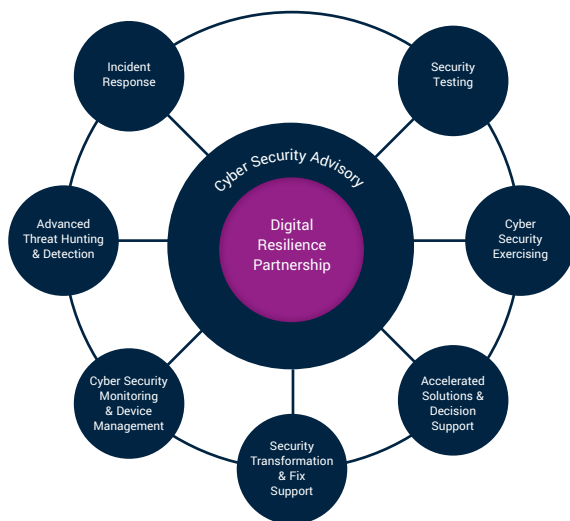 Incident
Response
Security
Testing
Cyber Security Advisory
Digital
Resilience
Partnership
Advanced
Threat Hunting
& Detection
Cyber
Security
Exercising
Cyber Security
Monitoring
& Device
Management
Accelerated
Solutions &
Decision
Support
Security
Transformation
& Fix
Support